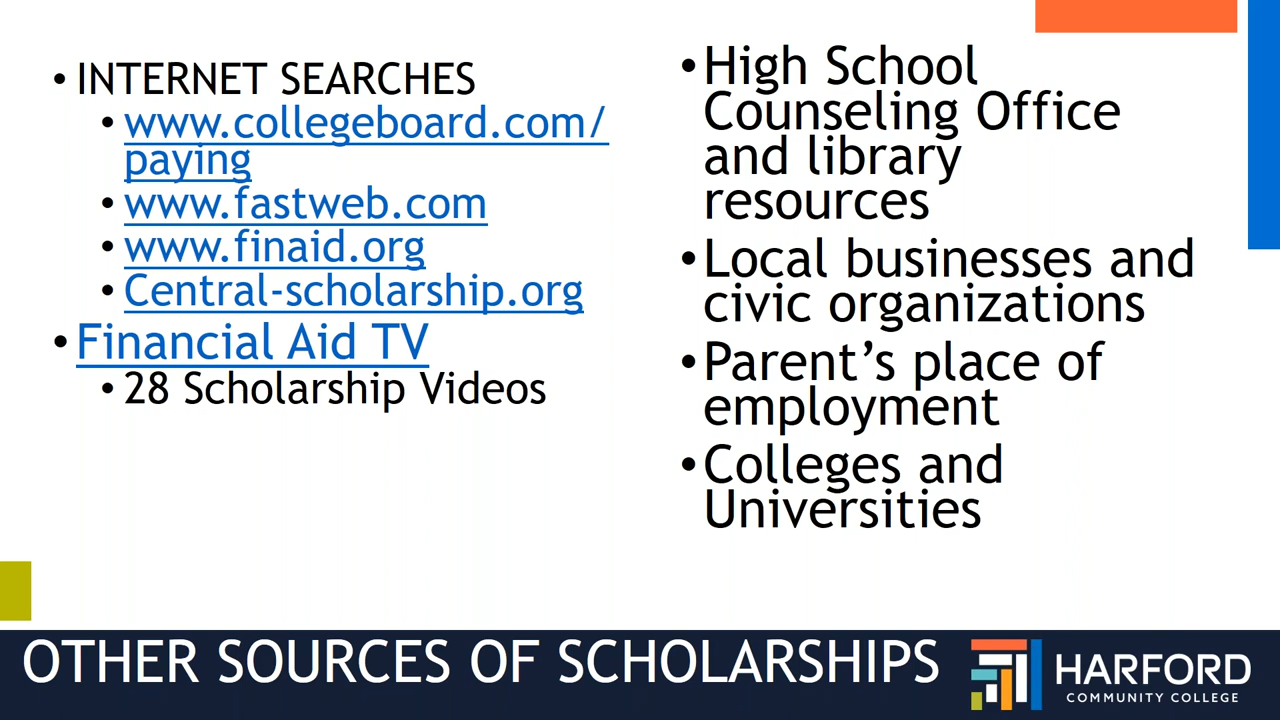 • INTERNET SEARCHES
• www.collegeboard.com/
paying
• www.fastweb.com
• www.finaid.org
• Central-scholarship.org
• Financial Aid TV
• 28 Scholarship Videos
• High School
Counseling Office
and library
resources
• Local businesses and
civic organizations
• Parent’s place of
employment
• Colleges and
Universities
OTHER SOURCES OF SCHOLARSHIPS
HARFORD
COMMUNITY COLLEGE